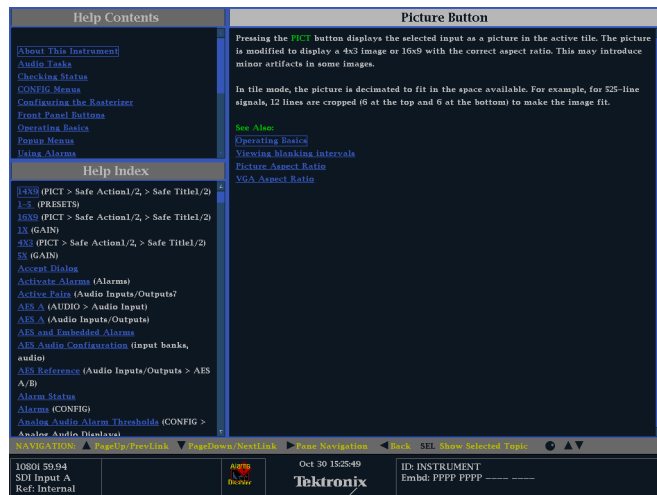 Help Contents
About This Instrument
Audio Tasks
Checking Status
CONFIG Menus
Configuring the Rasterizer
Front Panel Buttons
Operating Basics
Popup Menus
Using Alarms
Help Index
14X9 (PICT > Safe Action1/2, > Safe Title1/2)
1-5 (PRESETS)
16X9 (PICT > Safe Action1/2, > Safe Title1/2)
1X (GAIN)
4X3 (PICT > Safe Action1/2, > Safe Title1/2)
5X (GAIN)
Accept Dialog
Activate Alarms (Alarms)
Active Pairs (Audio Inputs/Outputs?
AES A (AUDIO > Audio Input)
AES A (Audio Inputs/Outputs)
AES and Embedded Alarms
AES Audio Configuration (input banks,
audio)
AES Reference (Audio Inputs/Outputs > AES
A/B)
Alarm Status
Alarms (CONFIG)
Analog Audio Alarm Thresholds (CONFIG >
Analog Audio Displays)
Picture Button
Pressing the PICT button displays the selected input as a picture in the active tile. The picture
is modified to display a 4x3 image or 16x9 with the correct aspect ratio. This may introduce
minor artifacts in some images.
In tile mode, the picture is decimated to fit in the space available. For example, for 525-line
signals, 12 lines are cropped (6 at the top and 6 at the bottom) to make the image fit.
See Also:
Operating Basics
Viewing blanking intervals
Picture Aspect Ratio
VGA Aspect Ratio
NAVIGATION: ▲ PageUp/PrevLink ▼ PageDown/NextLink ▶Pane Navigation ◀Back SEL Show Selected Topic ▲▼
1080i 59.94
SDI Input A
Ref: Internal
Alarms
Oct 30 15:25:49
Tektronix
ID: INSTRUMENT
Embd: PPPP PPPP ---- ----